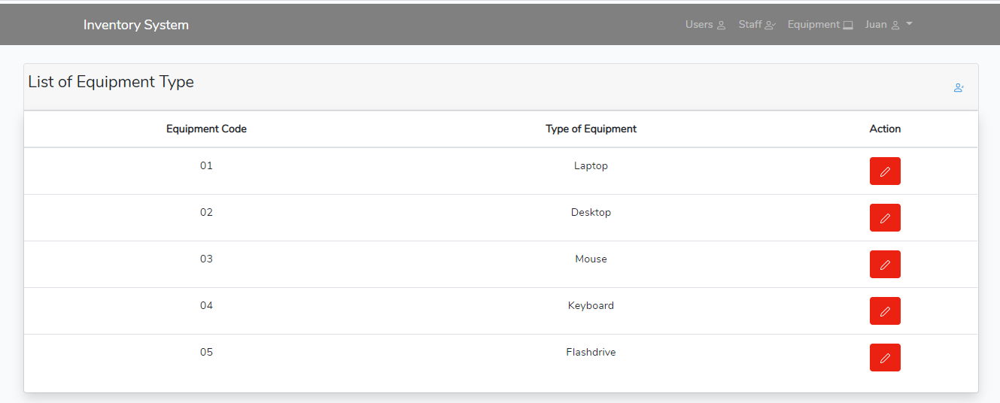 Inventory System Users Staff Equipment Juan
List of Equipment Type
Equipment Code Type of Equipment Action
01 Laptop
02 Desktop
03 Mouse
04 Keyboard
05 Flashdrive